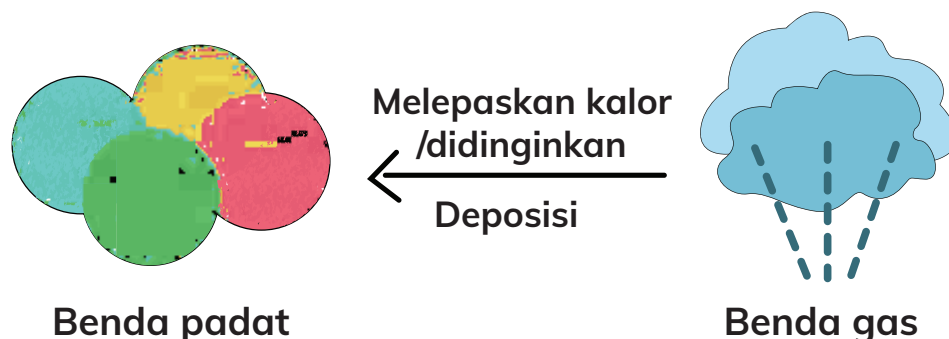 Melepaskan kalor
/didinginkan
Deposisi
Benda padat
Benda gas